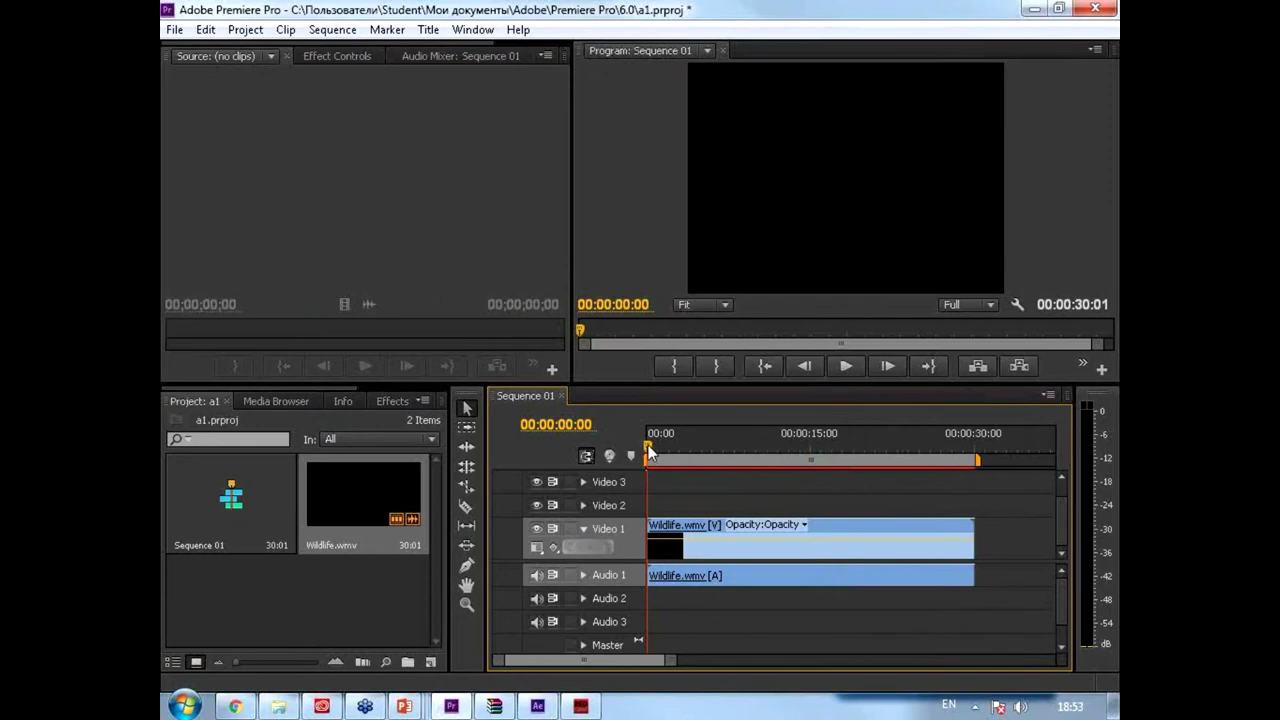 Adobe Premiere Pro - C:\Пользователи\Student\Мои документы\Adobe\Premiere Pro\6.0\a1.prproj *
File Edit Project Clip Sequence Marker Title Window Help
Source: (no clips) Effect Controls Audio Mixer: Sequence 01
Program: Sequence 01
00;00;00;00 00;00;00;00
00:00:00:00 Fit Full 00:00:30:01
Project: a1 Media Browser Info Effects
a1.prproj 2 Items
In: All
Sequence 01 30:01
Wildlife.wmv 30:01
Sequence 01
00:00:00:00
00:00 00:00:15:00 00:00:30:00
Video 3
Video 2
Video 1 Wildlife.wmv [V] Opacity:Opacity
Audio 1 Wildlife.wmv [A]
Audio 2
Audio 3
Master
0
-6
-12
-18
-24
-30
-36
-42
-48
-54
dB
Pr Ae EN 18:53